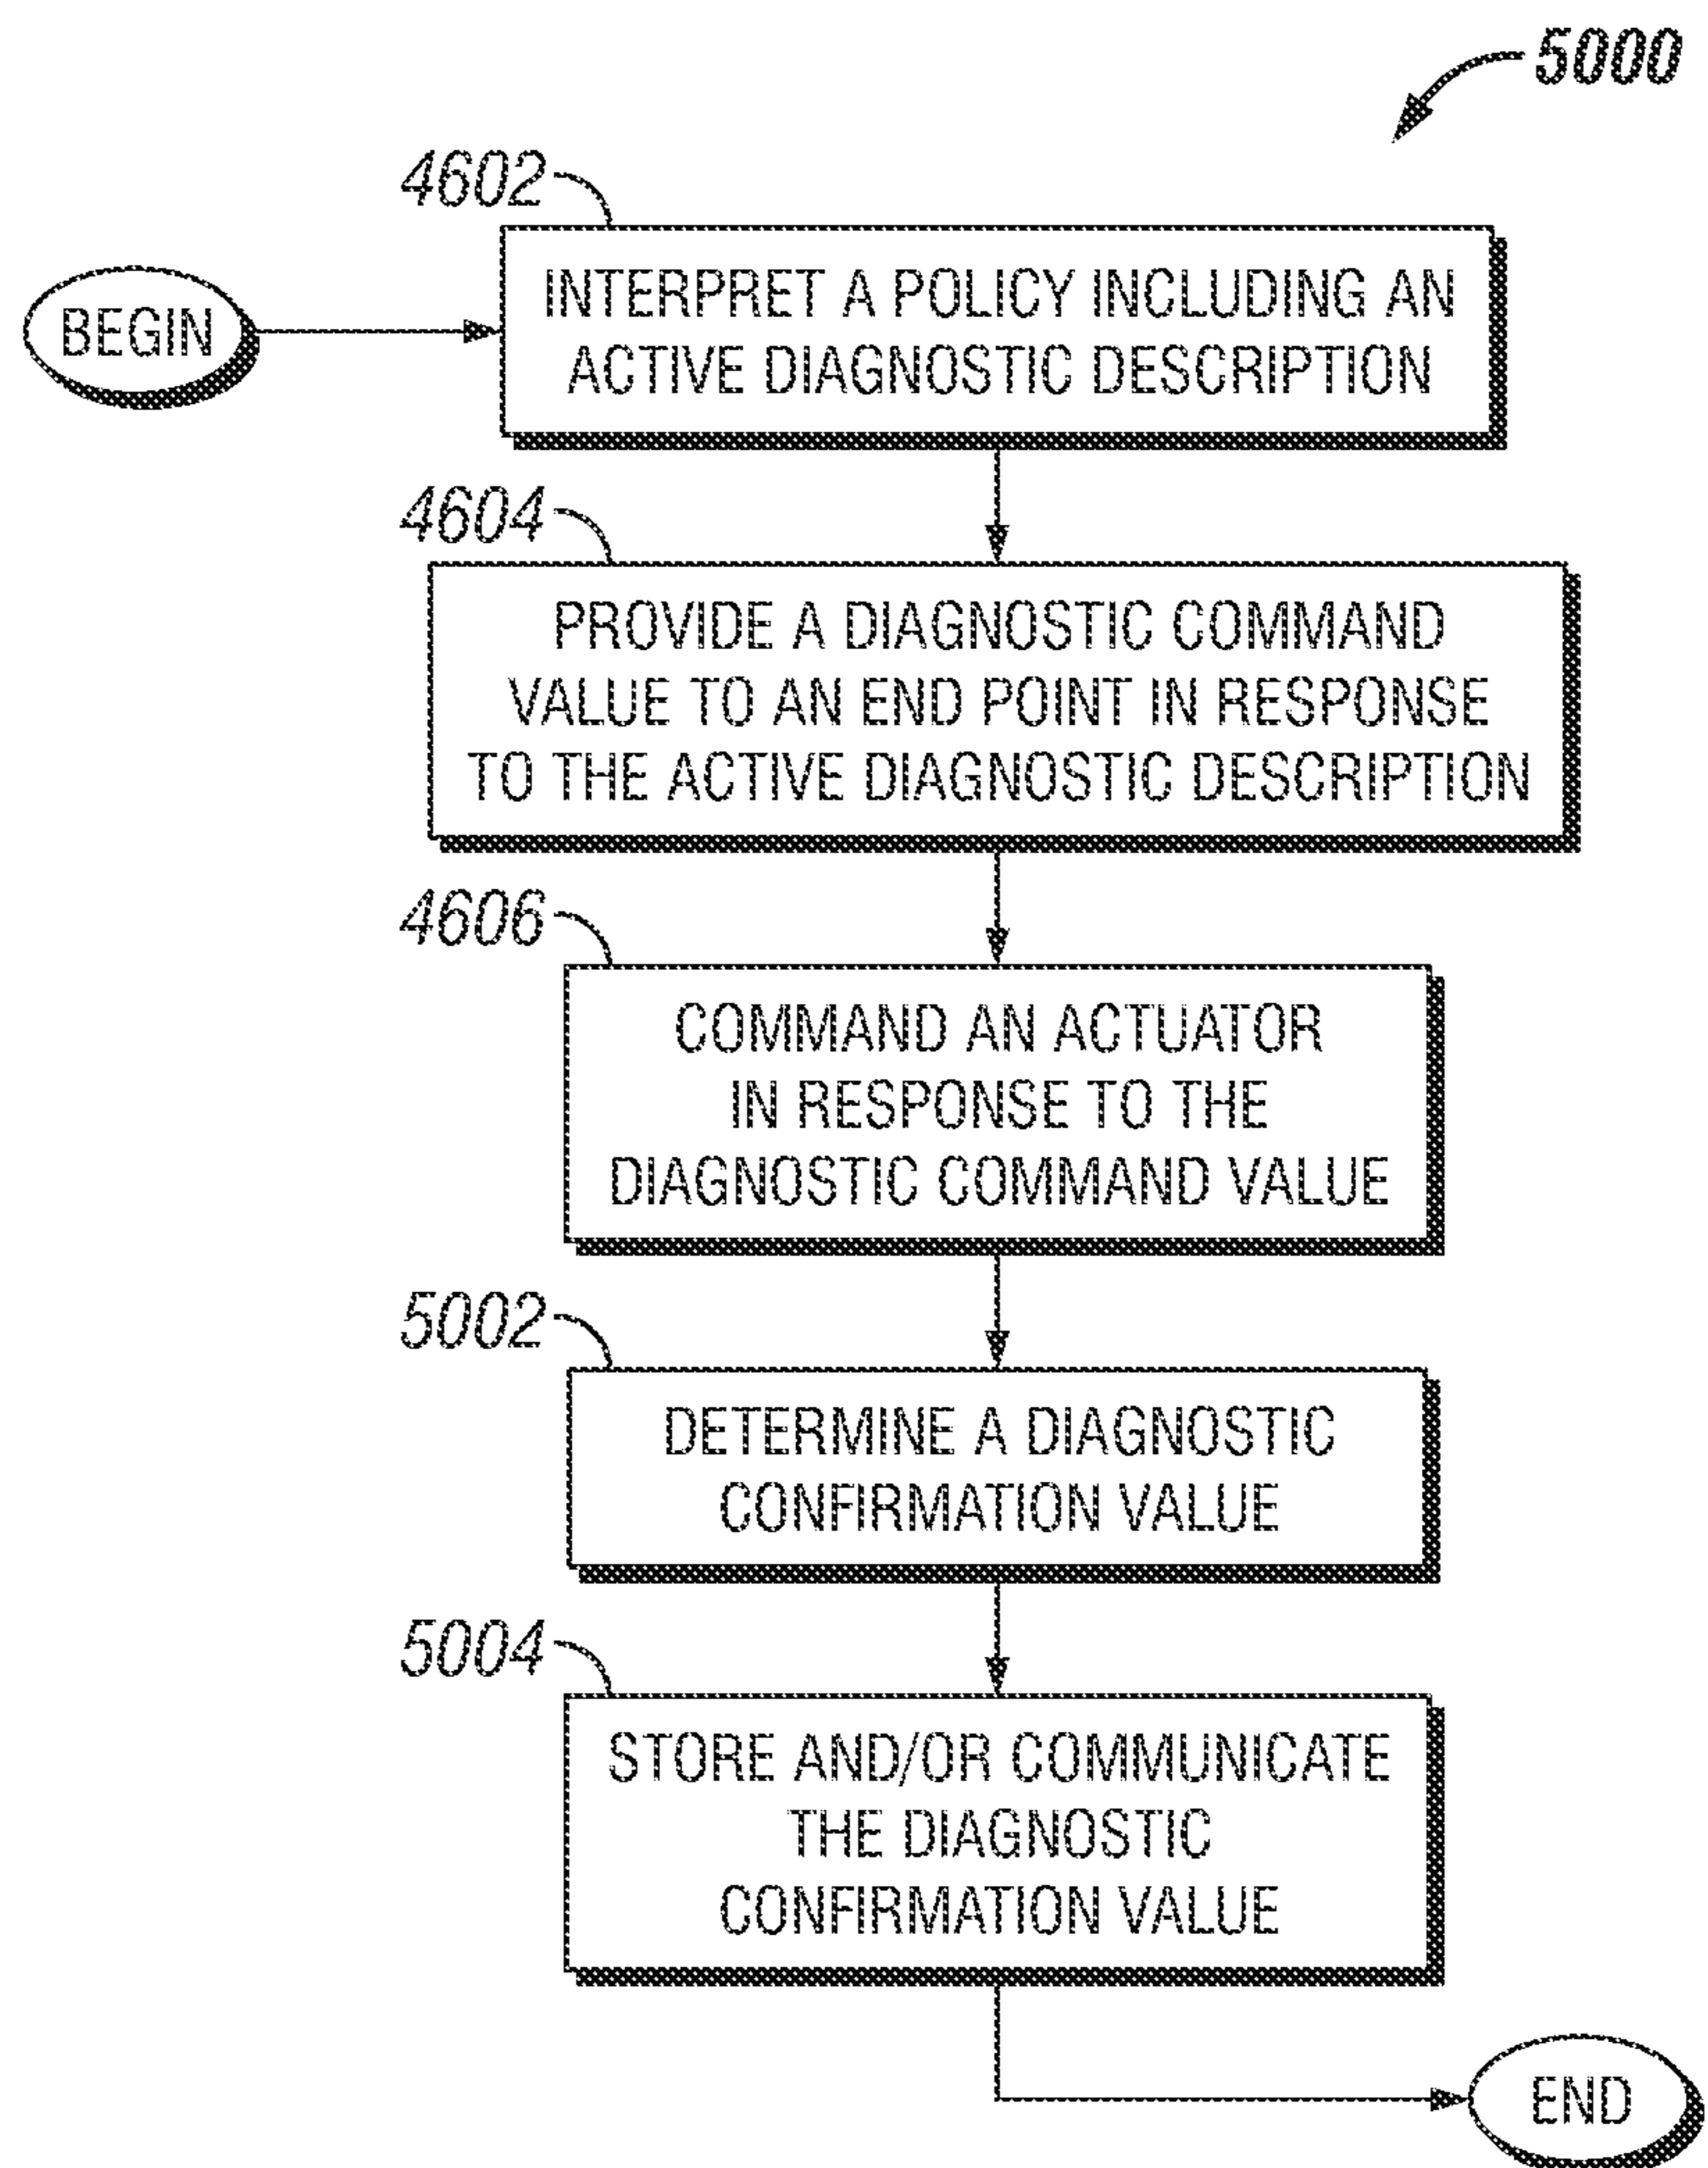 5000
4602
BEGIN
INTERPRET A POLICY INCLUDING AN
ACTIVE DIAGNOSTIC DESCRIPTION
4604
PROVIDE A DIAGNOSTIC COMMAND
VALUE TO AN END POINT IN RESPONSE
TO THE ACTIVE DIAGNOSTIC DESCRIPTION
4606
COMMAND AN ACTUATOR
IN RESPONSE TO THE
DIAGNOSTIC COMMAND VALUE
5002
DETERMINE A DIAGNOSTIC
CONFIRMATION VALUE
5004
STORE AND/OR COMMUNICATE
THE DIAGNOSTIC
CONFIRMATION VALUE
END